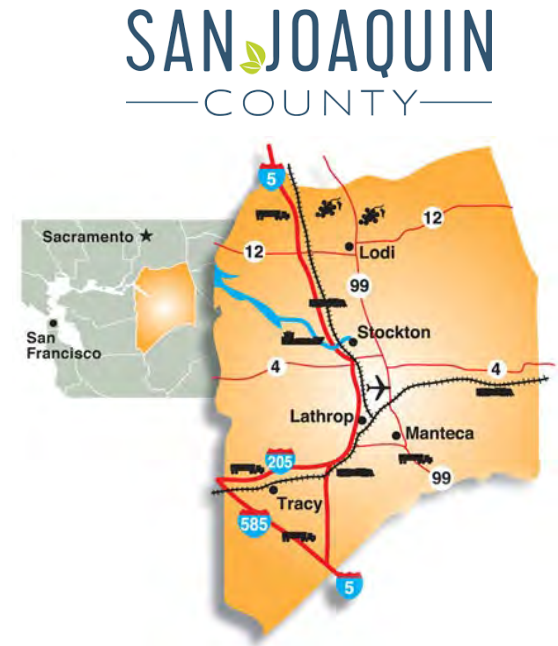 SAN JOAQUIN
COUNTY
5
12
Sacramento
12
Lodi
99
San
Francisco
Stockton
4
4
Lathrop
Manteca
205
99
Tracy
585
5